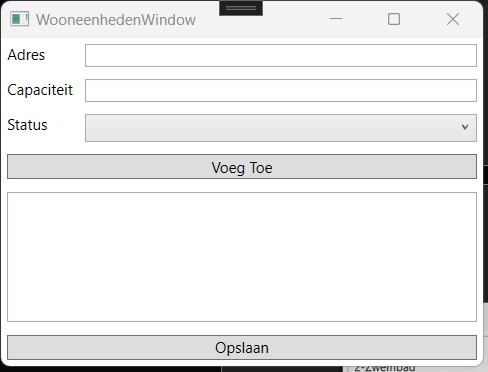 WooneenhedenWindow
Adres
Capaciteit
Status
Voeg Toe
Opslaan
2-Zwembad